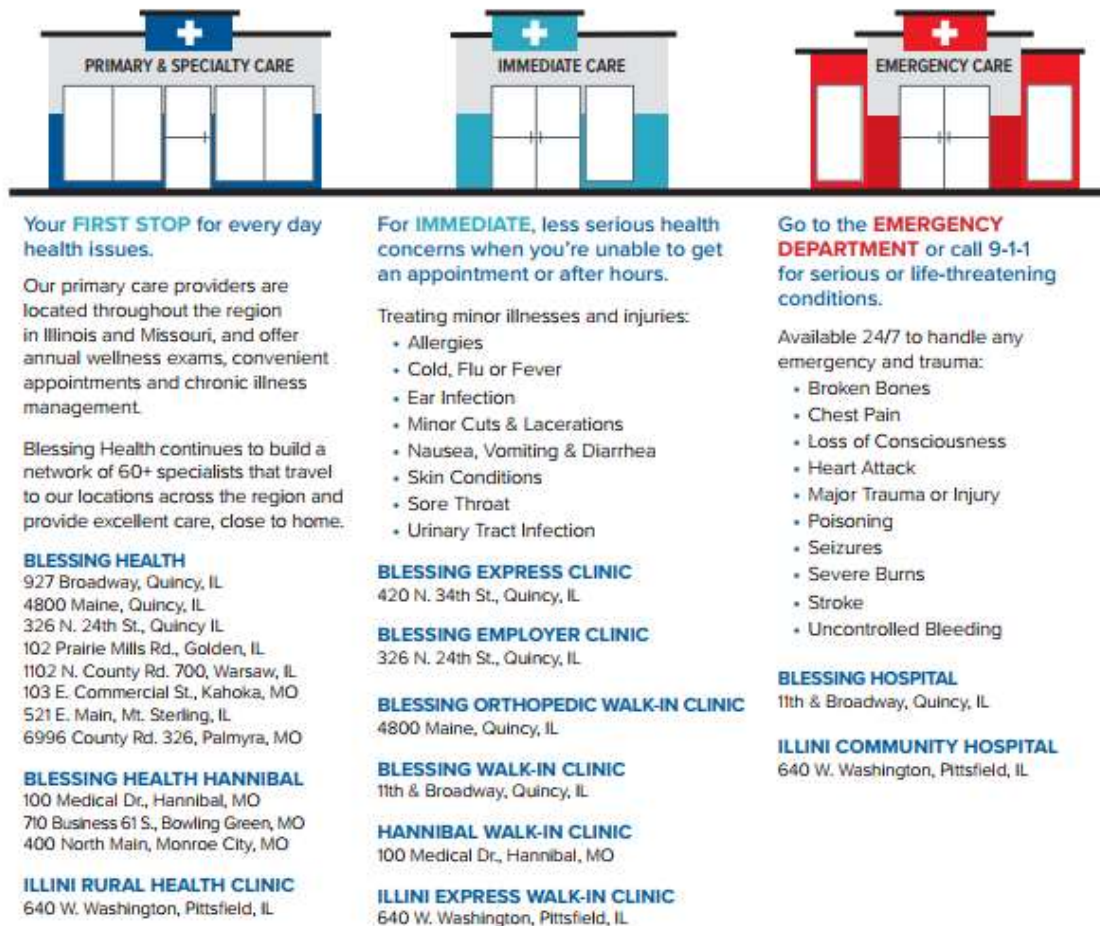 PRIMARY & SPECIALTY CARE
Your FIRST STOP for every day
health issues.
Our primary care providers are
located throughout the region
in Illinois and Missouri, and offer
annual wellness exams, convenient
appointments and chronic illness
management.
Blessing Health continues to build a
network of 60+ specialists that travel
to our locations across the region and
provide excellent care, close to home.
BLESSING HEALTH
927 Broadway, Quincy, IL
4800 Maine, Quincy, IL
326 N. 24th St., Quincy IL
102 Prairie Mills Rd., Golden, IL
1102 N. County Rd. 700, Warsaw, IL
103 E. Commercial St., Kahoka, MO
521 E. Main, Mt. Sterling, IL
6996 County Rd. 326, Palmyra, MO
BLESSING HEALTH HANNIBAL
100 Medical Dr., Hannibal, MO
710 Business 61 S., Bowling Green, MO
400 North Main, Monroe City, MO
ILLINI RURAL HEALTH CLINIC
640 W. Washington, Pittsfield, IL
IMMEDIATE CARE
For IMMEDIATE, less serious health
concerns when you're unable to get
an appointment or after hours.
Treating minor illnesses and injuries:
• Allergies
• Cold, Flu or Fever
• Ear Infection
• Minor Cuts & Lacerations
• Nausea, Vomiting & Diarrhea
• Skin Conditions
• Sore Throat
• Urinary Tract Infection
BLESSING EXPRESS CLINIC
420 N. 34th St., Quincy, IL
BLESSING EMPLOYER CLINIC
326 N. 24th St., Quincy, IL
BLESSING ORTHOPEDIC WALK-IN CLINIC
4800 Maine, Quincy, IL
BLESSING WALK-IN CLINIC
11th & Broadway, Quincy, IL
HANNIBAL WALK-IN CLINIC
100 Medical Dr., Hannibal, MO
ILLINI EXPRESS WALK-IN CLINIC
640 W. Washington, Pittsfield, IL
EMERGENCY CARE
Go to the EMERGENCY
DEPARTMENT or call 9-1-1
for serious or life-threatening
conditions.
Available 24/7 to handle any
emergency and trauma:
• Broken Bones
• Chest Pain
• Loss of Consciousness
• Heart Attack
• Major Trauma or Injury
• Poisoning
• Seizures
• Severe Burns
• Stroke
• Uncontrolled Bleeding
BLESSING HOSPITAL
11th & Broadway, Quincy, IL
ILLINI COMMUNITY HOSPITAL
640 W. Washington, Pittsfield, IL